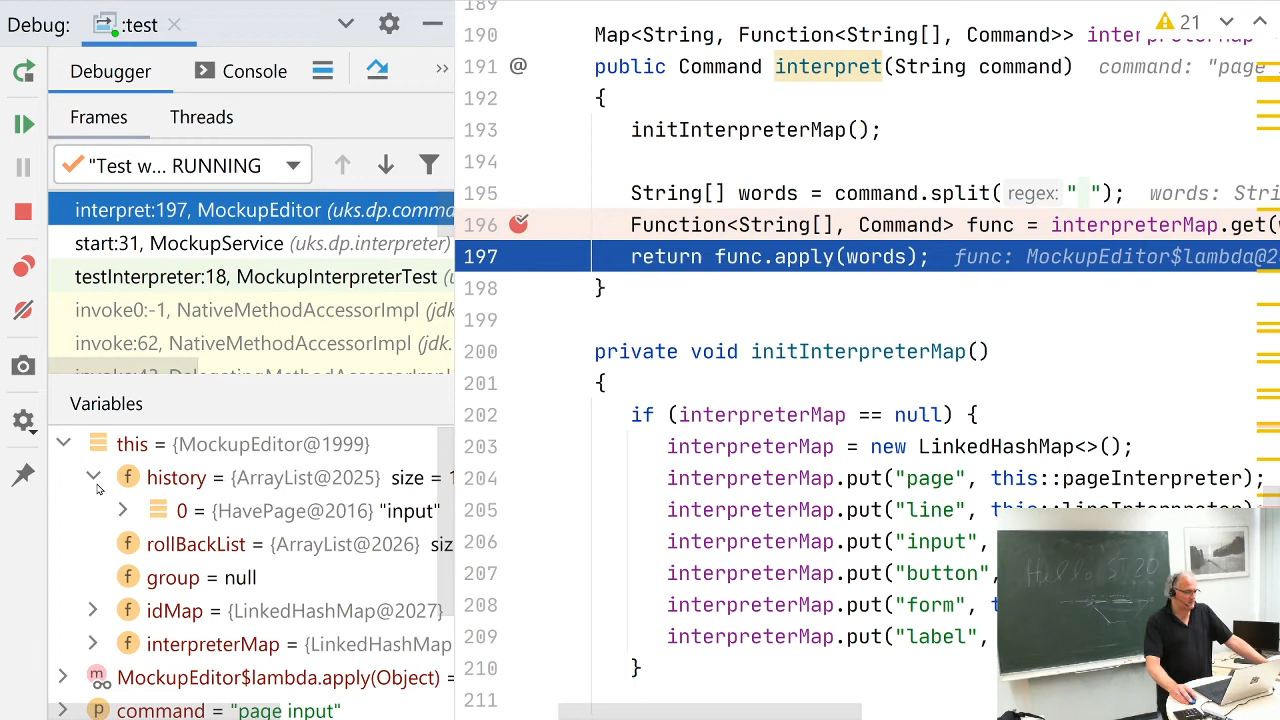 Debug: :test
Debugger Console
Frames Threads
"Test w... RUNNING
interpret:197, MockupEditor (uks.dp.comma
start:31, MockupService (uks.dp.interpreter)
testInterpreter:18, MockupInterpreterTest (u
invoke0:-1, NativeMethodAccessorImpl (jdk.
invoke:62, NativeMethodAccessorImpl (jdk.
Variables
this = {MockupEditor@1999}
history = {ArrayList@2025} size = 1
0 = {HavePage@2016} "input"
rollBackList = {ArrayList@2026} siz
group = null
idMap = {LinkedHashMap@2027}
interpreterMap = {LinkedHashMap
MockupEditor$lambda.apply(Object) =
command = "page input"
21
189
190 Map<String, Function<String[], Command>> interpreterMap
191 @ public Command interpret(String command) command: "page
192 {
193 initInterpreterMap();
194
195 String[] words = command.split( regex: " "); words: Stri
196 Function<String[], Command> func = interpreterMap.get(w
197 return func.apply(words); func: MockupEditor$lambda@2
198 }
199
200 private void initInterpreterMap()
201 {
202 if (interpreterMap == null) {
203 interpreterMap = new LinkedHashMap<>();
204 interpreterMap.put("page", this::pageInterpreter);
205 interpreterMap.put("line", this::lineInterpreter);
206 interpreterMap.put("input",
207 interpreterMap.put("button",
208 interpreterMap.put("form", t
209 interpreterMap.put("label",
210 }
211
Hello